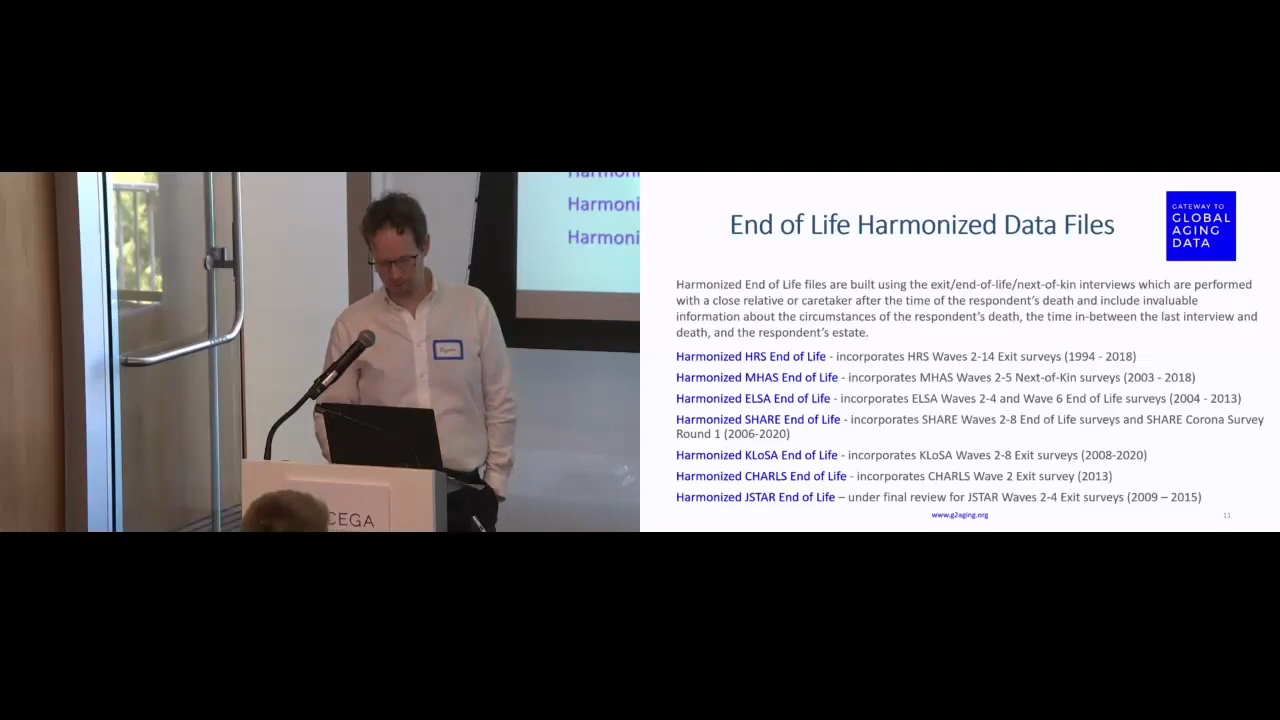 Harmoni
Harmoni
Harmoni
CEGA
End of Life Harmonized Data Files
GATEWAY TO
GLOBAL
AGING
DATA
Harmonized End of Life files are built using the exit/end-of-life/next-of-kin interviews which are performed
with a close relative or caretaker after the time of the respondent's death and include invaluable
information about the circumstances of the respondent's death, the time in-between the last interview and
death, and the respondent's estate.
Harmonized HRS End of Life - incorporates HRS Waves 2-14 Exit surveys (1994 - 2018)
Harmonized MHAS End of Life - incorporates MHAS Waves 2-5 Next-of-Kin surveys (2003 - 2018)
Harmonized ELSA End of Life - incorporates ELSA Waves 2-4 and Wave 6 End of Life surveys (2004 - 2013)
Harmonized SHARE End of Life - incorporates SHARE Waves 2-8 End of Life surveys and SHARE Corona Survey
Round 1 (2006-2020)
Harmonized KLoSA End of Life - incorporates KLoSA Waves 2-8 Exit surveys (2008-2020)
Harmonized CHARLS End of Life - incorporates CHARLS Wave 2 Exit survey (2013)
Harmonized JSTAR End of Life – under final review for JSTAR Waves 2-4 Exit surveys (2009 – 2015)
www.g2aging.org
11